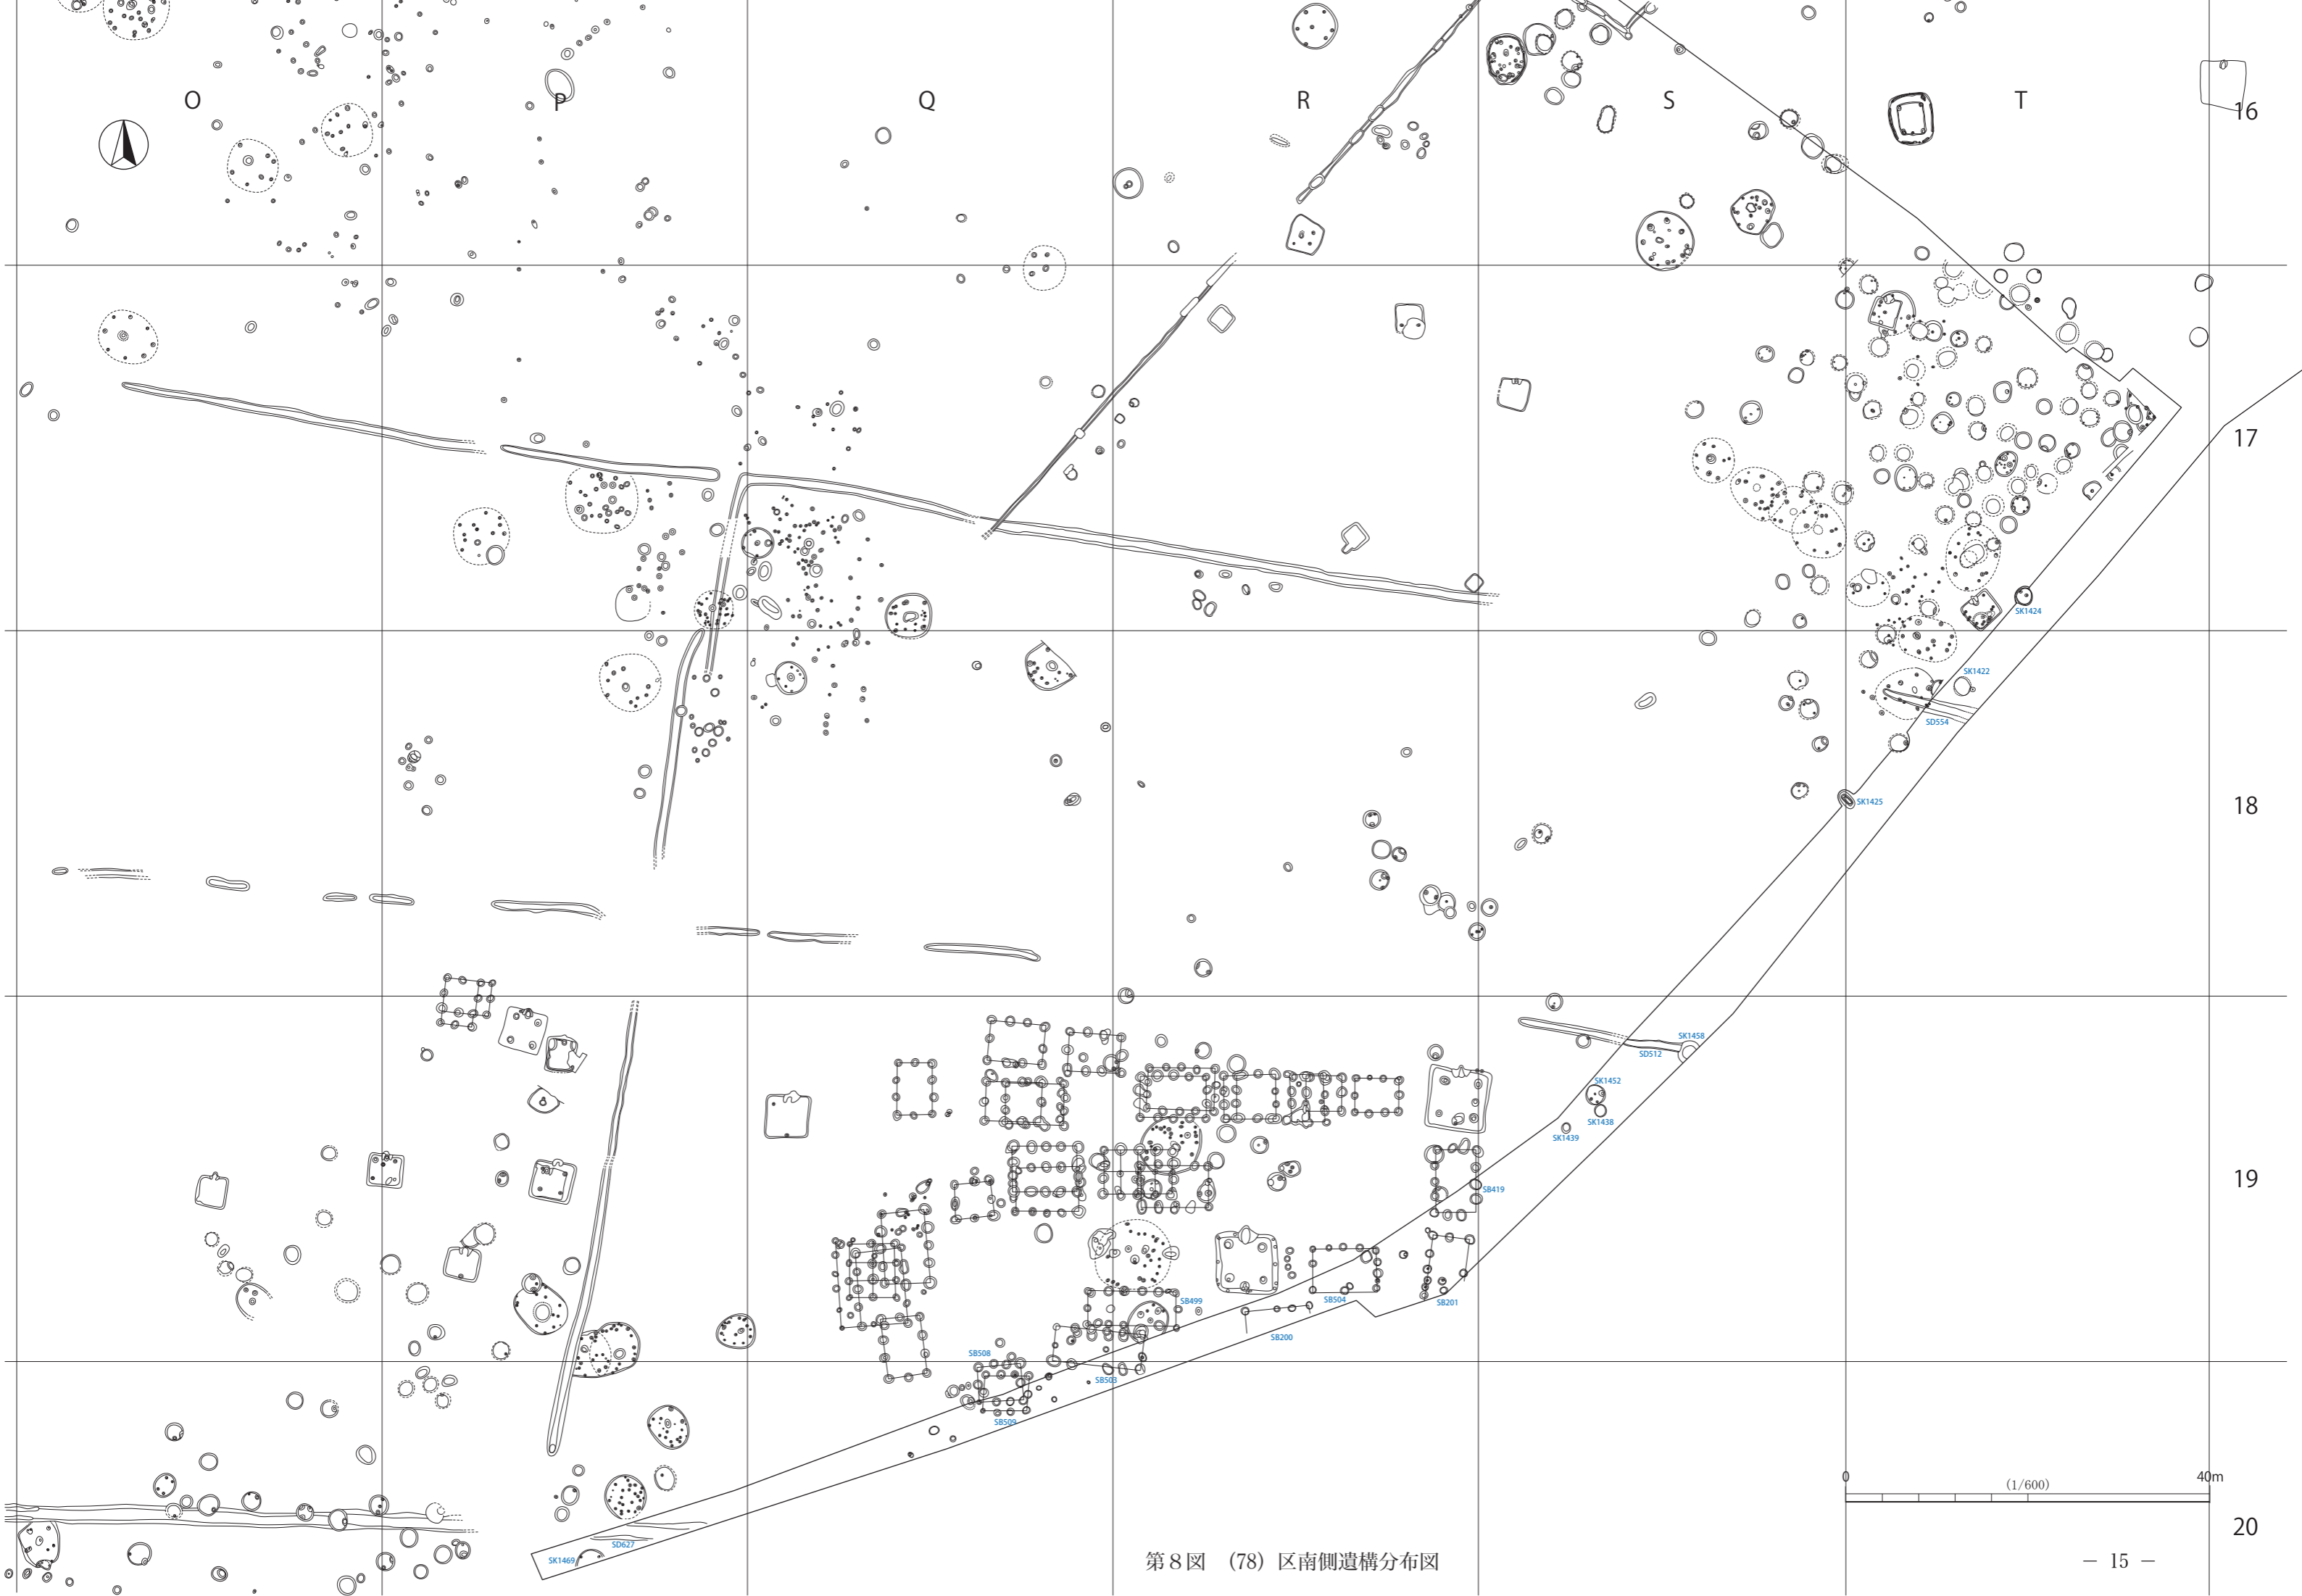 O P Q R S T
16
17
SK1424
SK1422
SD554
18
SK1425
SK1458
SD512
SK1452
SK1438
SK1439
19
SB419
SB499
SB504
SB201
SB200
SB508
SB503
SB509
0 (1/600) 40m
20
SD627
SK1469
第８図 （78）区南側遺構分布図
－ 15 －